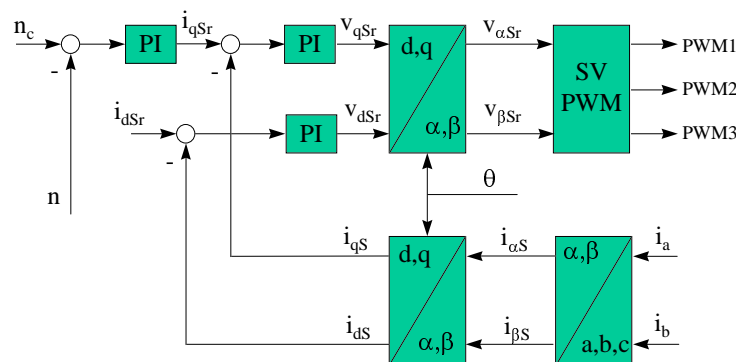 n_c
PI
i_qSr
PI
v_qSr
d,q
v_αSr
SV
PWM
PWM1
PWM2
PWM3
-
-
i_dSr
PI
v_dSr
α,β
v_βSr
-
n
θ
i_qS
d,q
i_αS
α,β
i_a
i_dS
α,β
i_βS
a,b,c
i_b